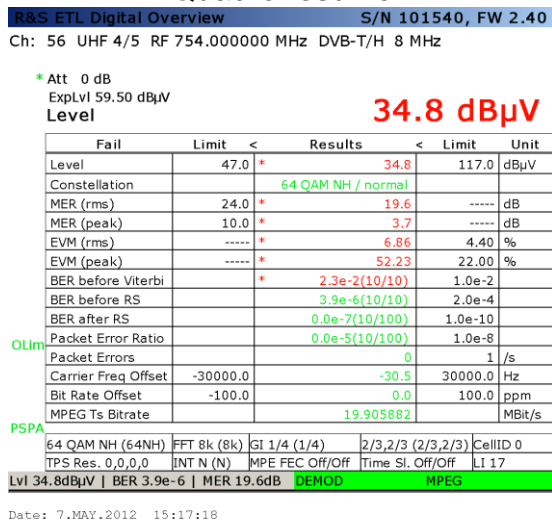 R&S ETL Digital Overview S/N 101540, FW 2.40
Ch: 56 UHF 4/5 RF 754.000000 MHz DVB-T/H 8 MHz
* Att 0 dB
ExpLvl 59.50 dBµV
Level 34.8 dBµV
Fail Limit < Results < Limit Unit
Level 47.0 * 34.8 117.0 dBµV
Constellation 64 QAM NH / normal
MER (rms) 24.0 * 19.6 ----- dB
MER (peak) 10.0 * 3.7 ----- dB
EVM (rms) ----- * 6.86 4.40 %
EVM (peak) ----- * 52.23 22.00 %
BER before Viterbi * 2.3e-2(10/10) 1.0e-2
BER before RS 3.9e-6(10/10) 2.0e-4
BER after RS 0.0e-7(10/100) 1.0e-10
OLim Packet Error Ratio 0.0e-5(10/100) 1.0e-8
Packet Errors 0 1 /s
Carrier Freq Offset -30000.0 -30.5 30000.0 Hz
Bit Rate Offset -100.0 0.0 100.0 ppm
MPEG Ts Bitrate 19.905882 MBit/s
PSPA
64 QAM NH (64NH) FFT 8k (8k) GI 1/4 (1/4) 2/3,2/3 (2/3,2/3) CellID 0
TPS Res. 0,0,0,0 INT N (N) MPE FEC Off/Off Time Sl. Off/Off LI 17
Lvl 34.8dBµV | BER 3.9e-6 | MER 19.6dB DEMOD MPEG
Date: 7.MAY.2012 15:17:18